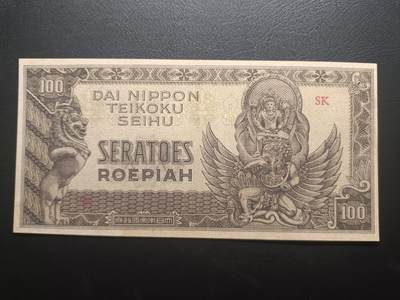 100
DAI NIPPON
TEIKOKU
SEIHU
SK
SERATOES
ROEPIAH
100